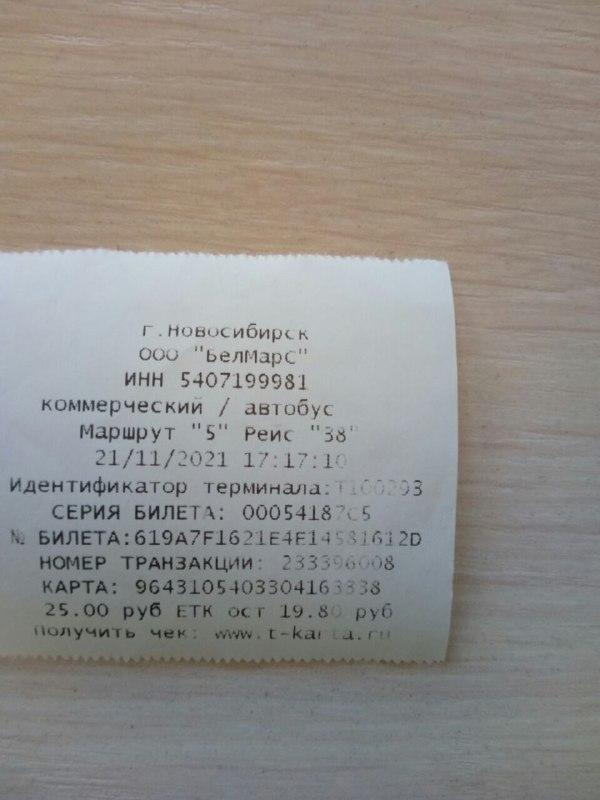 г.Новосибирск
ООО "БелМарС"
ИНН 5407199981
коммерческий / автобус
Маршрут "5" Рейс "38"
21/11/2021 17:17:10
Идентификатор терминала:T100293
СЕРИЯ БИЛЕТА: 00054187C5
№ БИЛЕТА:619A7F1621E4E14581612D
НОМЕР ТРАНЗАКЦИИ: 233396008
КАРТА: 9643105403304163338
25.00 руб ЕТК ост 19.80 руб
Получить чек: www.t-karta.ru